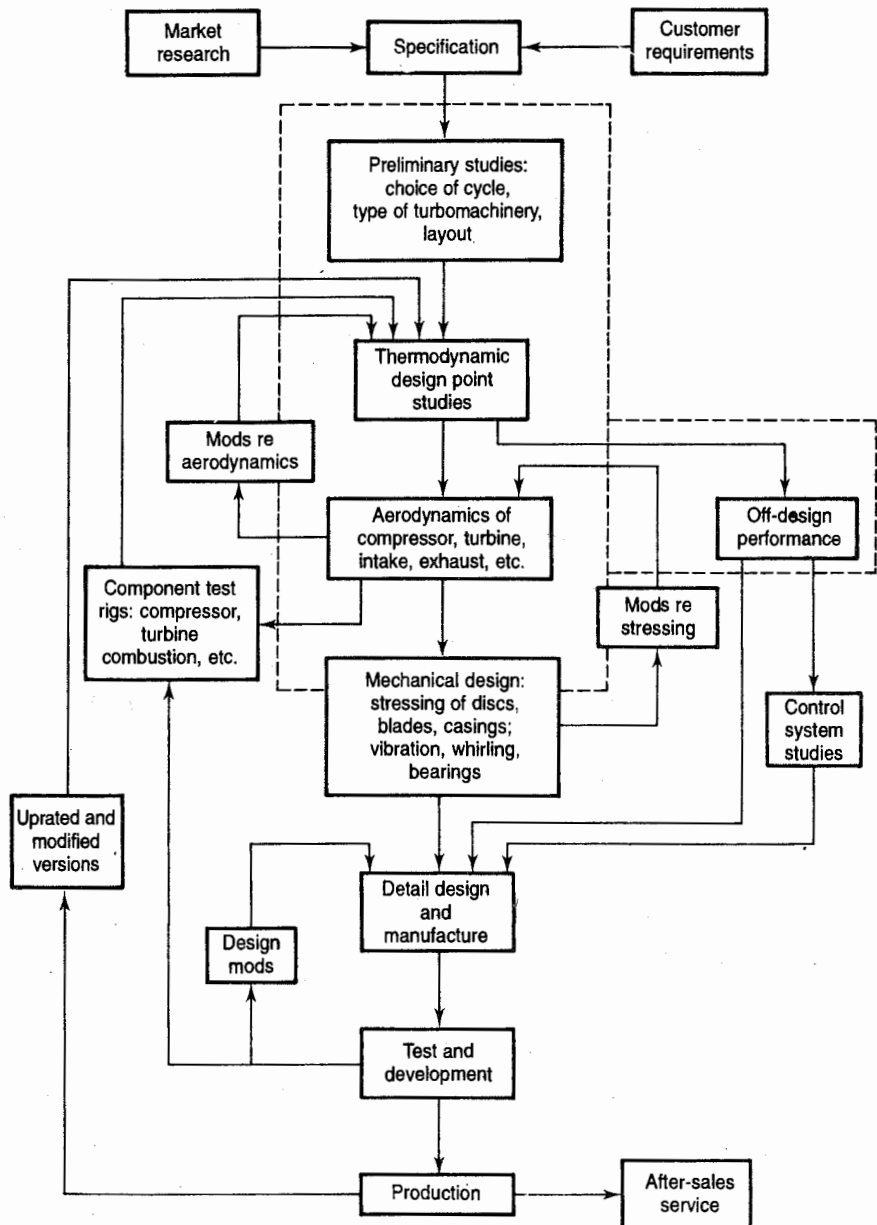 Market
research
Specification
Customer
requirements
Preliminary studies:
choice of cycle,
type of turbomachinery,
layout
Thermodynamic
design point
studies
Mods re
aerodynamics
Aerodynamics of
compressor, turbine,
intake, exhaust, etc.
Off-design
performance
Component test
rigs: compressor,
turbine
combustion, etc.
Mods re
stressing
Mechanical design:
stressing of discs,
blades, casings;
vibration, whirling,
bearings
Control
system
studies
Uprated and
modified
versions
Detail design
and
manufacture
Design
mods
Test and
development
Production
After-sales
service